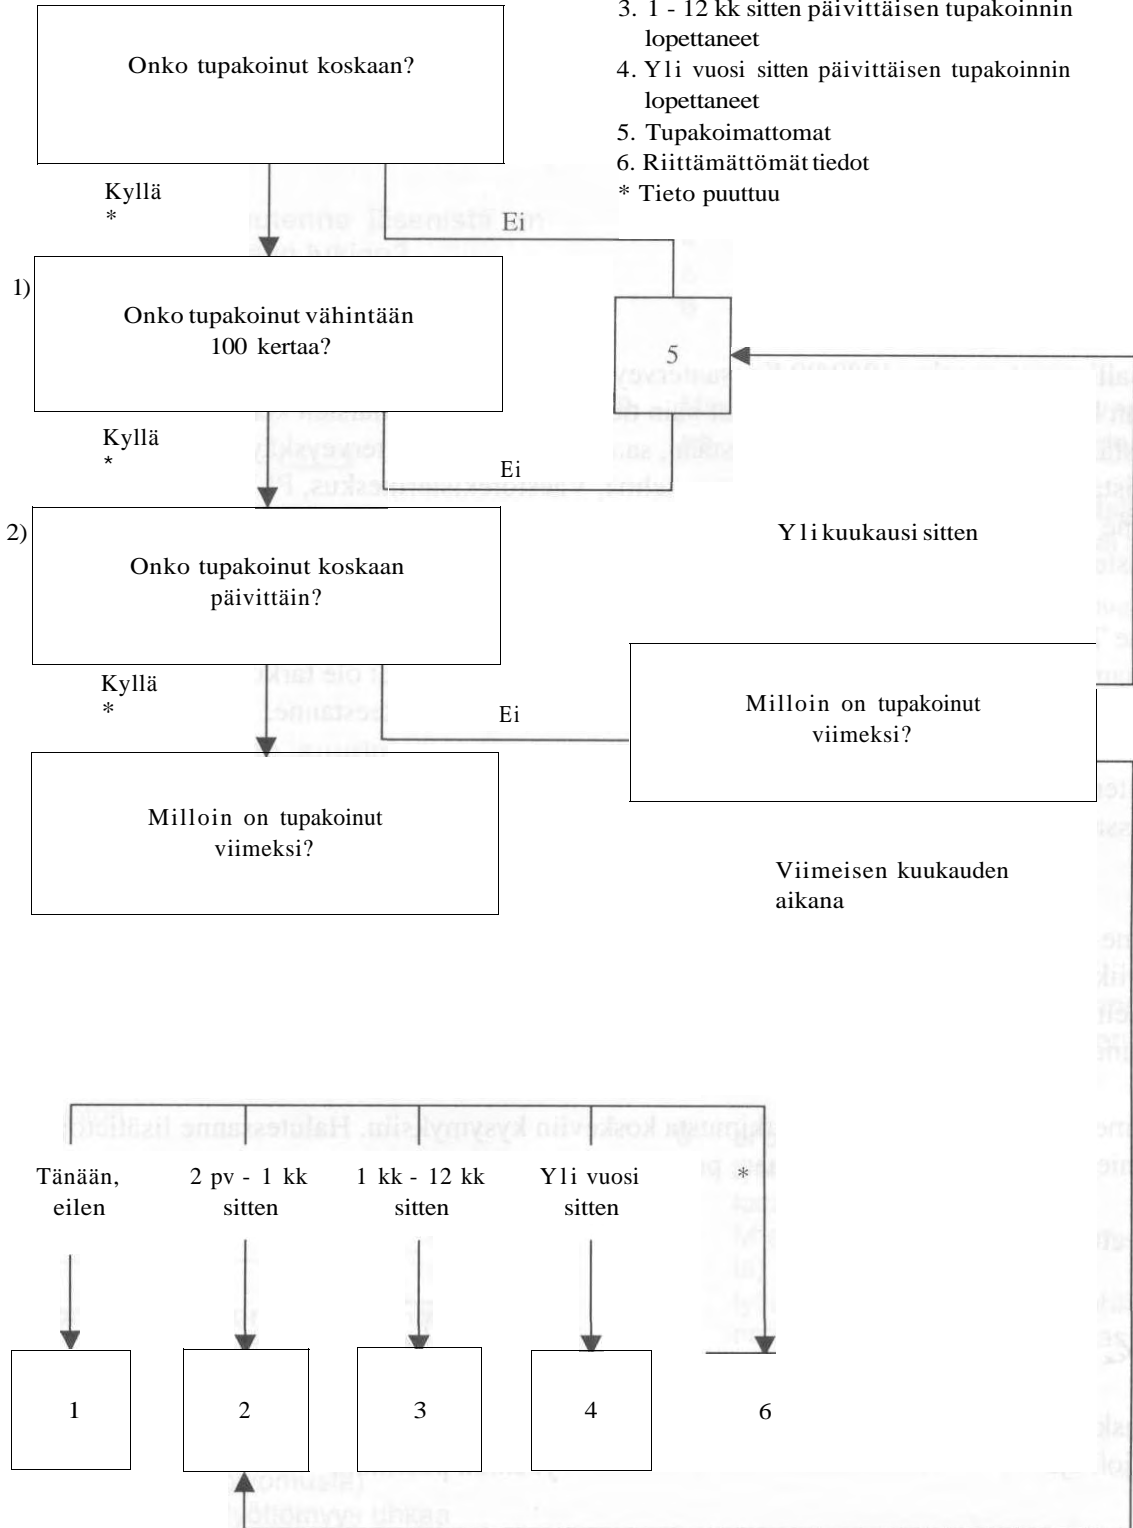 3. 1 - 12 kk sitten päivittäisen tupakoinnin
lopettaneet
4. Yli vuosi sitten päivittäisen tupakoinnin
lopettaneet
5. Tupakoimattomat
6. Riittämättömät tiedot
* Tieto puuttuu
Onko tupakoinut koskaan?
Kyllä
*
Ei
1)
Onko tupakoinut vähintään
100 kertaa?
5
Kyllä
*
Ei
2)
Onko tupakoinut koskaan
päivittäin?
Yli kuukausi sitten
Kyllä
*
Ei
Milloin on tupakoinut
viimeksi?
Milloin on tupakoinut
viimeksi?
Viimeisen kuukauden
aikana
Tänään,
eilen
2 pv - 1 kk
sitten
1 kk - 12 kk
sitten
Yli vuosi
sitten
*
1
2
3
4
6